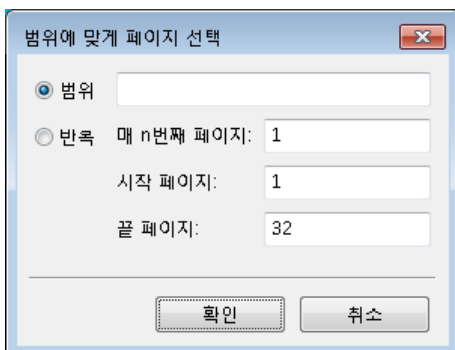 범위에 맞게 페이지 선택
범위
반록 매 n번째 페이지: 1
시작 페이지: 1
끝 페이지: 32
확인 취소